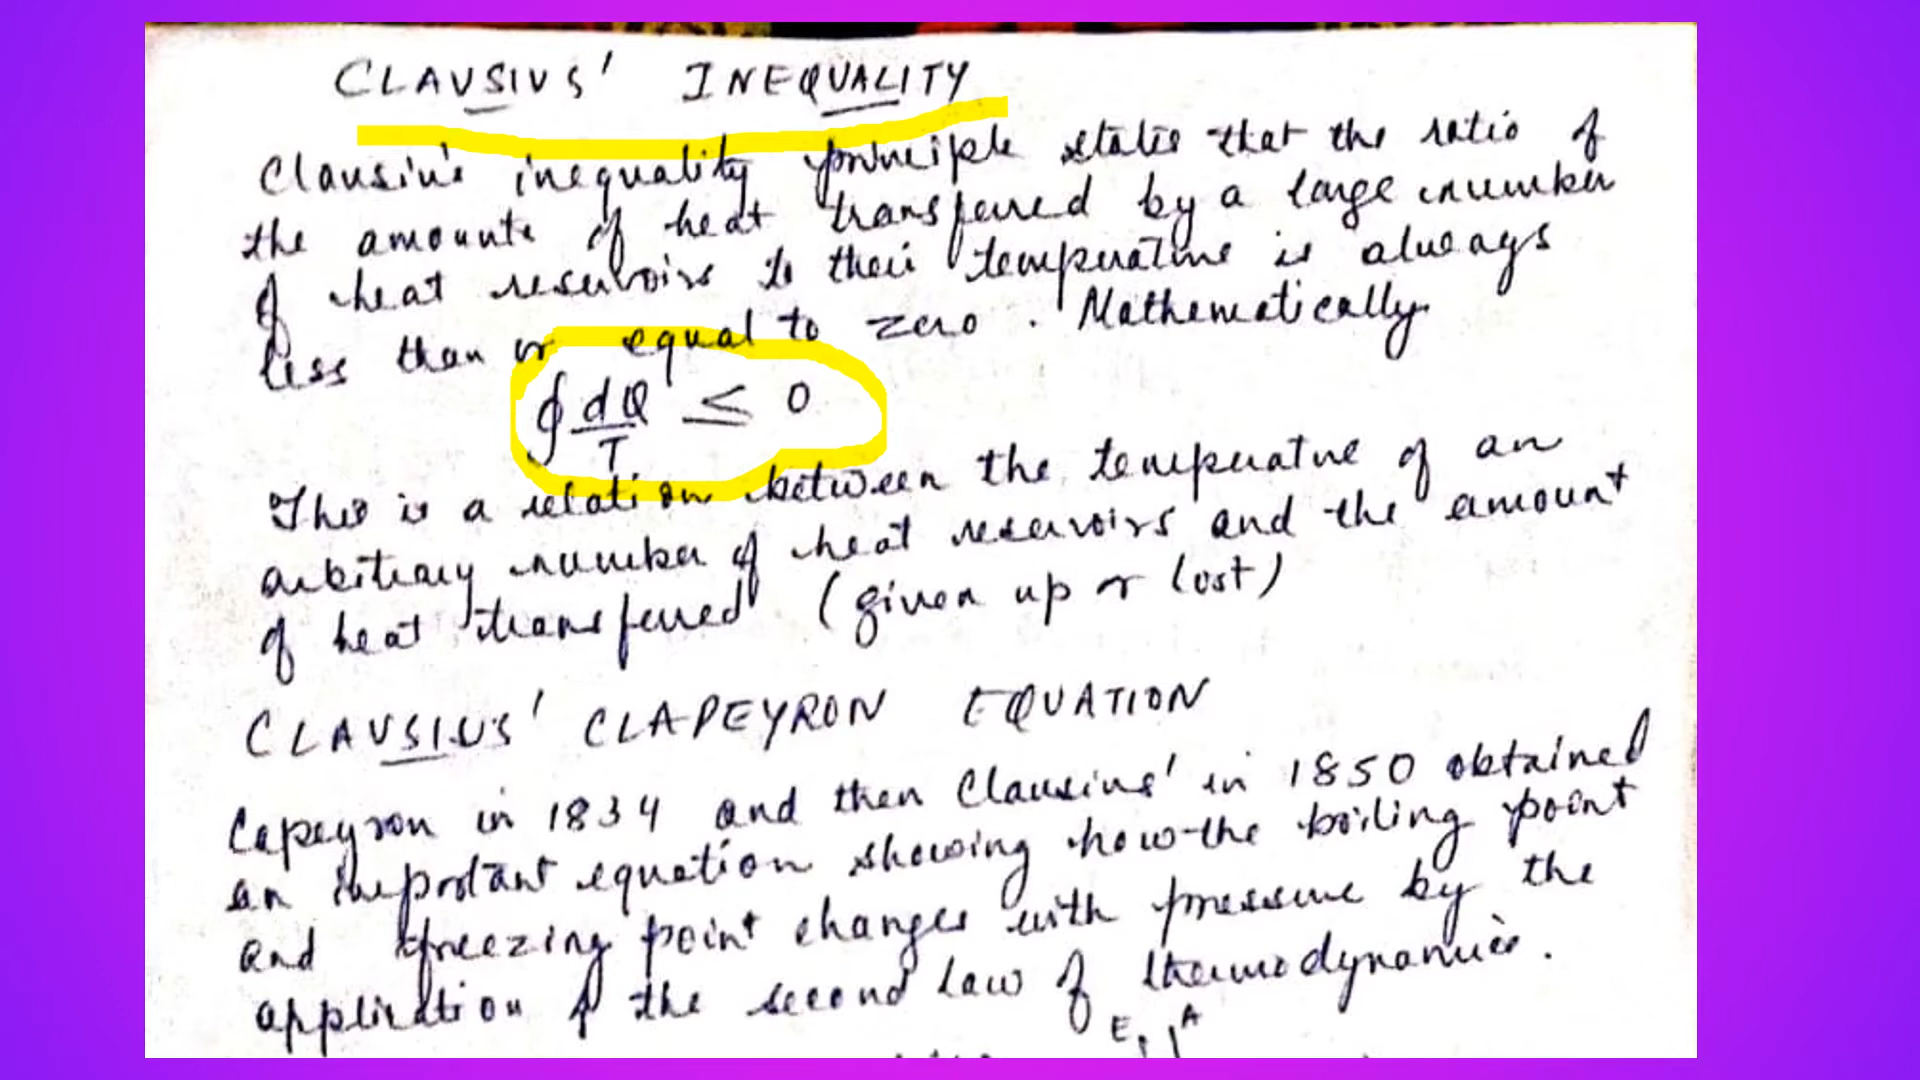 CLAUSIUS' INEQUALITY
Clausius's inequality principle states that the ratio of
the amounts of heat transferred by a large number
of heat reservoirs to their temperature is always
less than or equal to zero. Mathematically
∮ dQ/T ≤ 0
This is a relation between the temperature of an
arbitrary number of heat reservoirs and the amount
of heat transferred (given up or lost)
CLAUSIUS' CLAPEYRON EQUATION
Capeyron in 1834 and then Clausius' in 1850 obtained
an important equation showing how the boiling point
and freezing point changes with pressure by the
application of the second law of thermodynamics.
E A